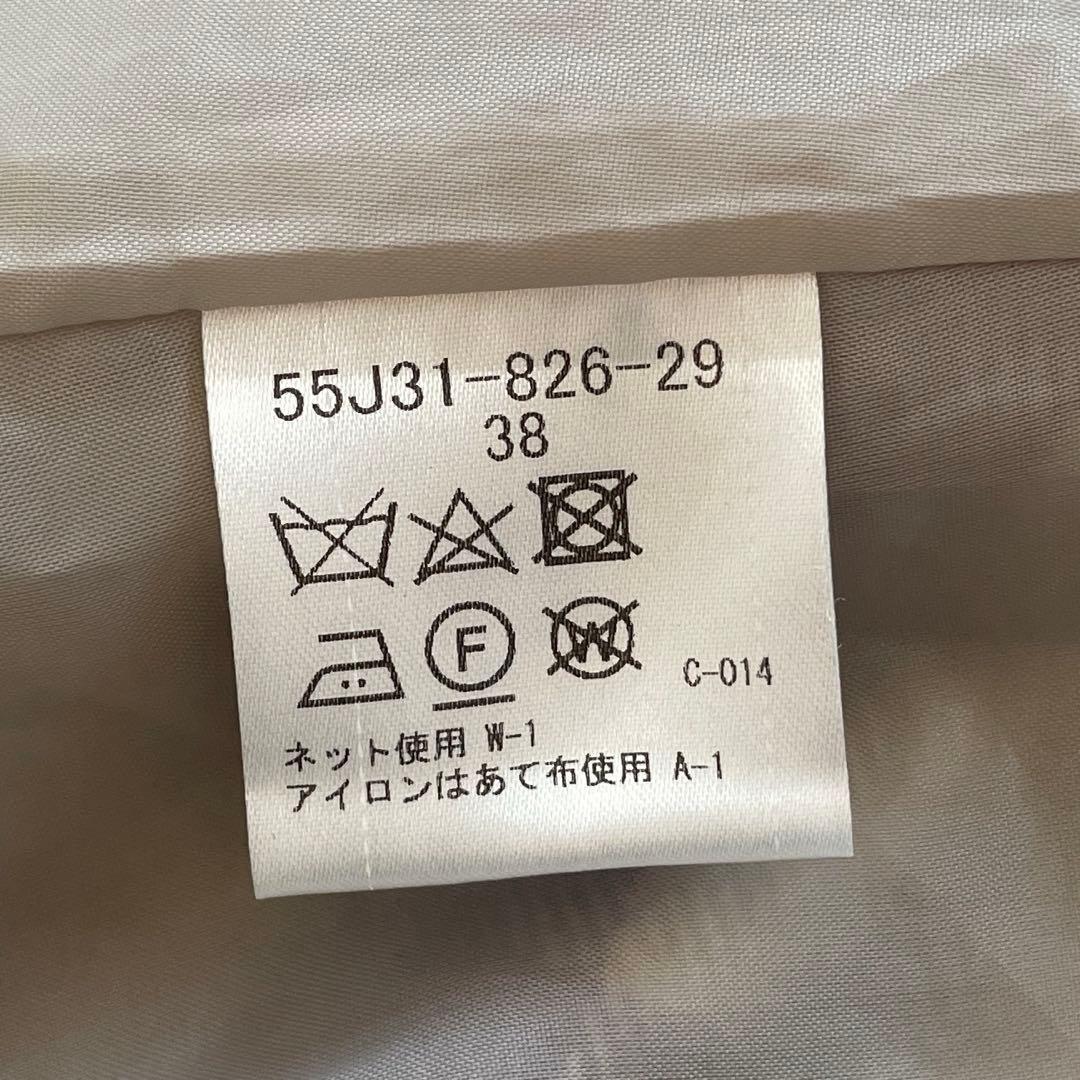 55J31-826-29
38
F
W
C-014
ネット使用 W-1
アイロンはあて布使用 A-1